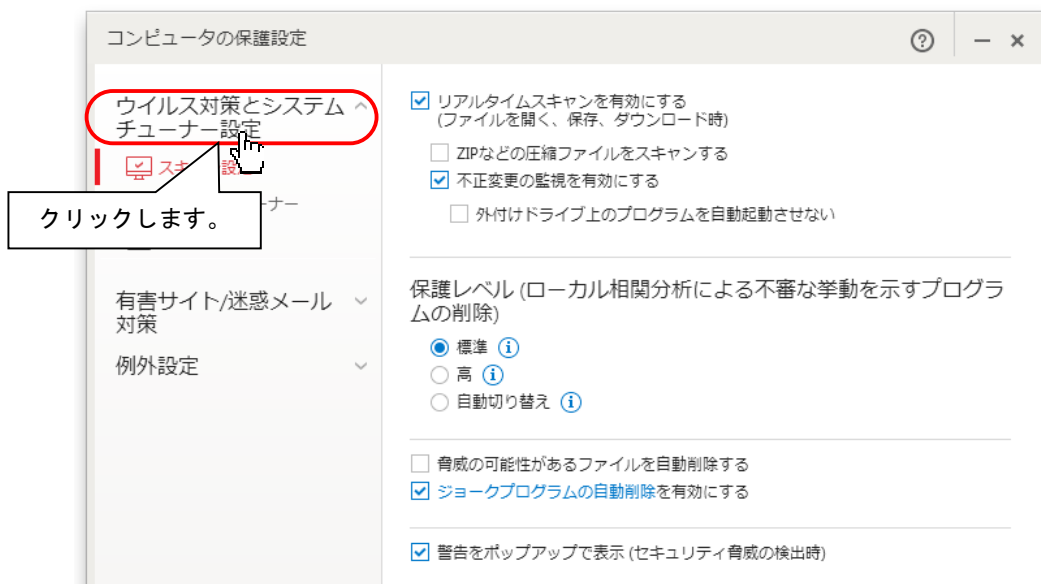 コンピュータの保護設定
ウイルス対策とシステム
チューナー設定
スキ
設
クリックします。
ーナー
有害サイト/迷惑メール
対策
例外設定
リアルタイムスキャンを有効にする
(ファイルを開く、保存、ダウンロード時)
ZIPなどの圧縮ファイルをスキャンする
不正変更の監視を有効にする
外付けドライブ上のプログラムを自動起動させない
保護レベル (ローカル相関分析による不審な挙動を示すプログラ
ムの削除)
標準
高
自動切り替え
脅威の可能性があるファイルを自動削除する
ジョークプログラムの自動削除を有効にする
警告をポップアップで表示 (セキュリティ脅威の検出時)